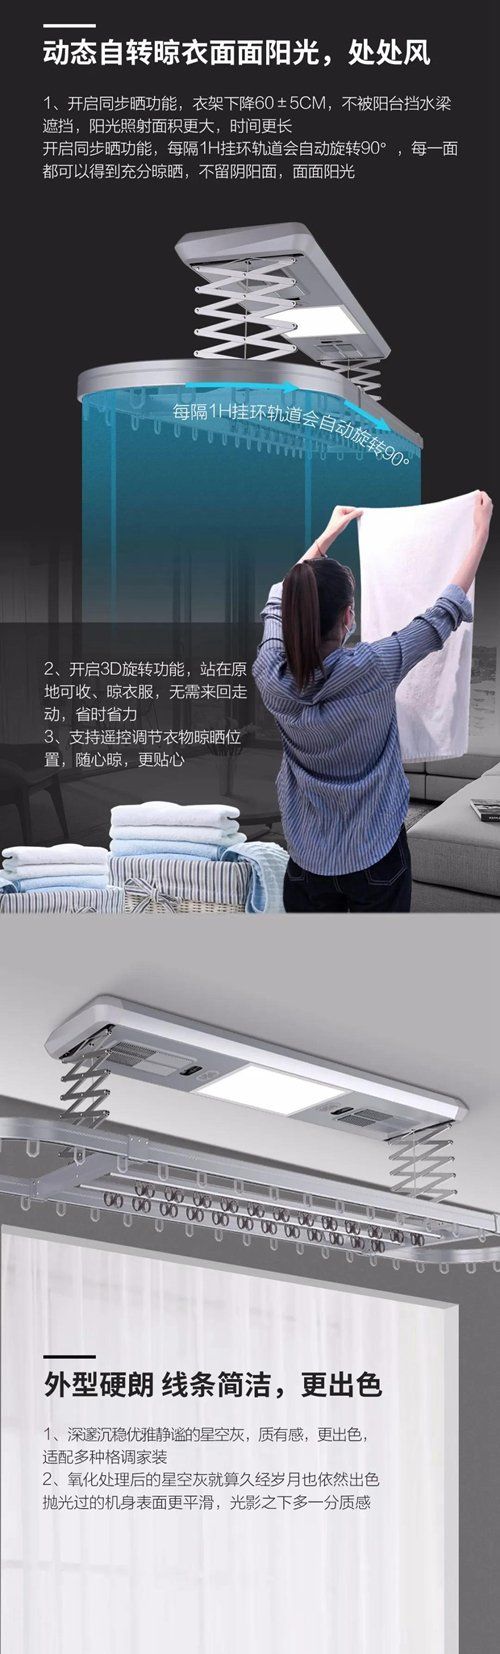 动态自转晾衣面面阳光，处处风
1、开启同步晒功能，衣架下降60±5CM，不被阳台挡水梁
遮挡，阳光照射面积更大，时间更长
开启同步晒功能，每隔1H挂环轨道会自动旋转90°，每一面
都可以得到充分晾晒，不留阴阳面，面面阳光
每隔1H挂环轨道会自动旋转90°
2、开启3D旋转功能，站在原
地可收、晾衣服，无需来回走
动，省时省力
3、支持遥控调节衣物晾晒位
置，随心晾，更贴心
外型硬朗 线条简洁，更出色
1、深邃沉稳优雅静谧的星空灰，质有感，更出色，
适配多种格调家装
2、氧化处理后的星空灰就算久经岁月也依然出色
抛光过的机身表面更平滑，光影之下多一分质感